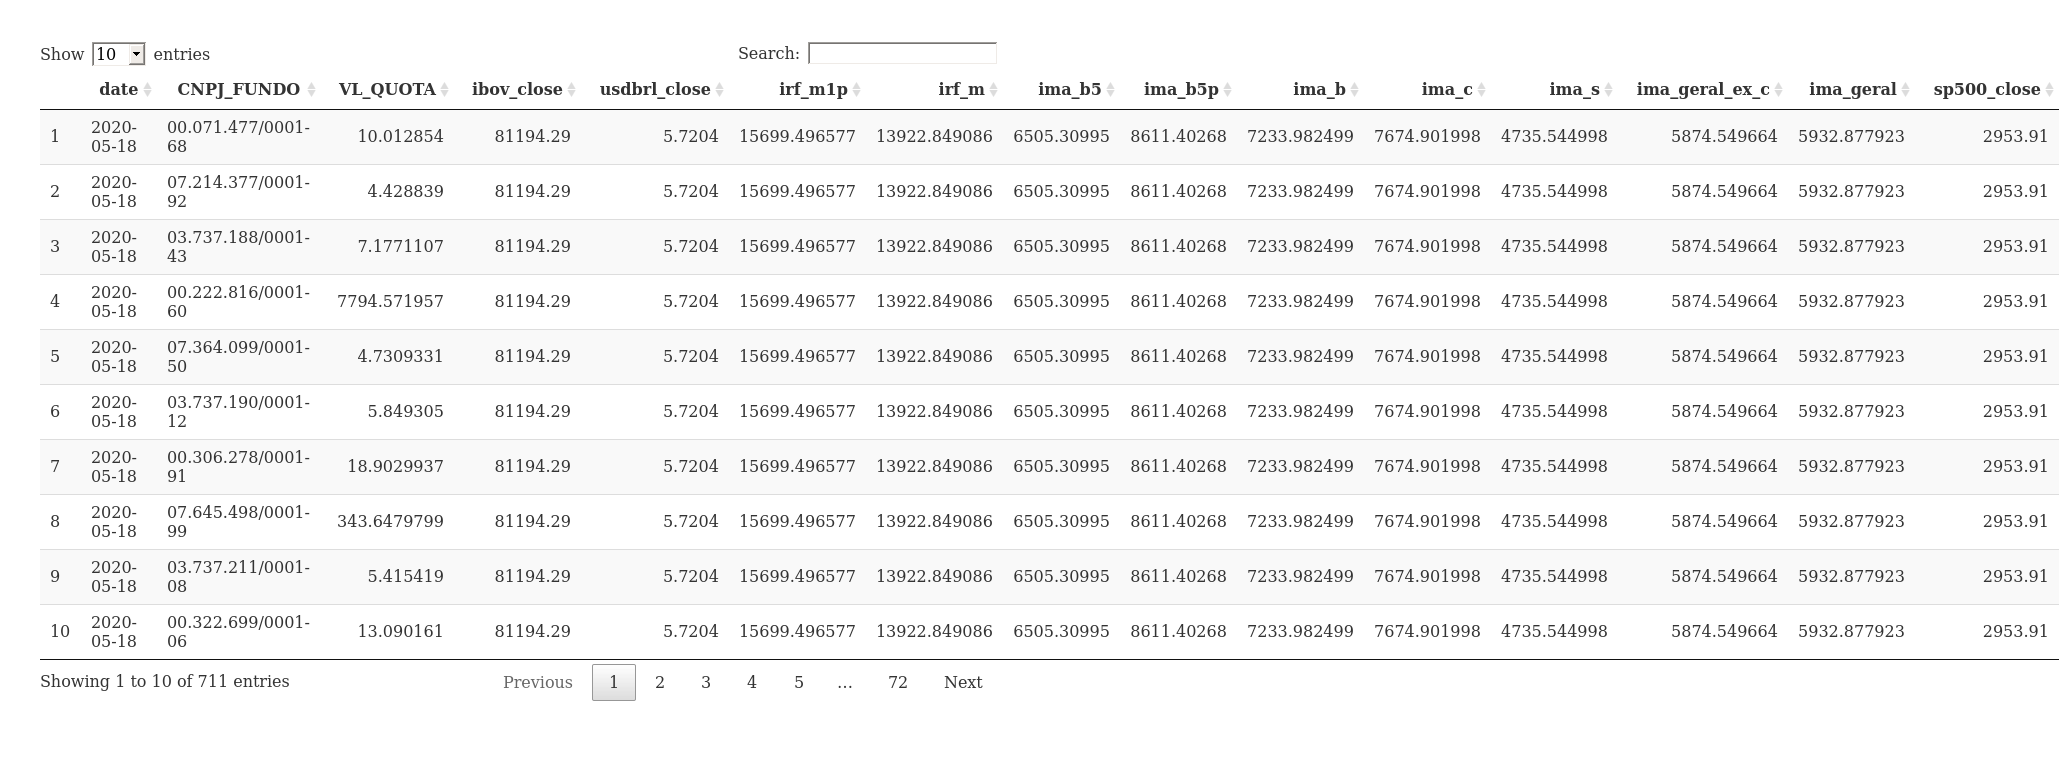 Show 10 entries Search:
date CNPJ_FUNDO VL_QUOTA ibov_close usdbrl_close irf_m1p irf_m ima_b5 ima_b5p ima_b ima_c ima_s ima_geral_ex_c ima_geral sp500_close
1 2020-05-18 00.071.477/0001-68 10.012854 81194.29 5.7204 15699.496577 13922.849086 6505.30995 8611.40268 7233.982499 7674.901998 4735.544998 5874.549664 5932.877923 2953.91
2 2020-05-18 07.214.377/0001-92 4.428839 81194.29 5.7204 15699.496577 13922.849086 6505.30995 8611.40268 7233.982499 7674.901998 4735.544998 5874.549664 5932.877923 2953.91
3 2020-05-18 03.737.188/0001-43 7.1771107 81194.29 5.7204 15699.496577 13922.849086 6505.30995 8611.40268 7233.982499 7674.901998 4735.544998 5874.549664 5932.877923 2953.91
4 2020-05-18 00.222.816/0001-60 7794.571957 81194.29 5.7204 15699.496577 13922.849086 6505.30995 8611.40268 7233.982499 7674.901998 4735.544998 5874.549664 5932.877923 2953.91
5 2020-05-18 07.364.099/0001-50 4.7309331 81194.29 5.7204 15699.496577 13922.849086 6505.30995 8611.40268 7233.982499 7674.901998 4735.544998 5874.549664 5932.877923 2953.91
6 2020-05-18 03.737.190/0001-12 5.849305 81194.29 5.7204 15699.496577 13922.849086 6505.30995 8611.40268 7233.982499 7674.901998 4735.544998 5874.549664 5932.877923 2953.91
7 2020-05-18 00.306.278/0001-91 18.9029937 81194.29 5.7204 15699.496577 13922.849086 6505.30995 8611.40268 7233.982499 7674.901998 4735.544998 5874.549664 5932.877923 2953.91
8 2020-05-18 07.645.498/0001-99 343.6479799 81194.29 5.7204 15699.496577 13922.849086 6505.30995 8611.40268 7233.982499 7674.901998 4735.544998 5874.549664 5932.877923 2953.91
9 2020-05-18 03.737.211/0001-08 5.415419 81194.29 5.7204 15699.496577 13922.849086 6505.30995 8611.40268 7233.982499 7674.901998 4735.544998 5874.549664 5932.877923 2953.91
10 2020-05-18 00.322.699/0001-06 13.090161 81194.29 5.7204 15699.496577 13922.849086 6505.30995 8611.40268 7233.982499 7674.901998 4735.544998 5874.549664 5932.877923 2953.91
Showing 1 to 10 of 711 entries Previous 1 2 3 4 5 … 72 Next